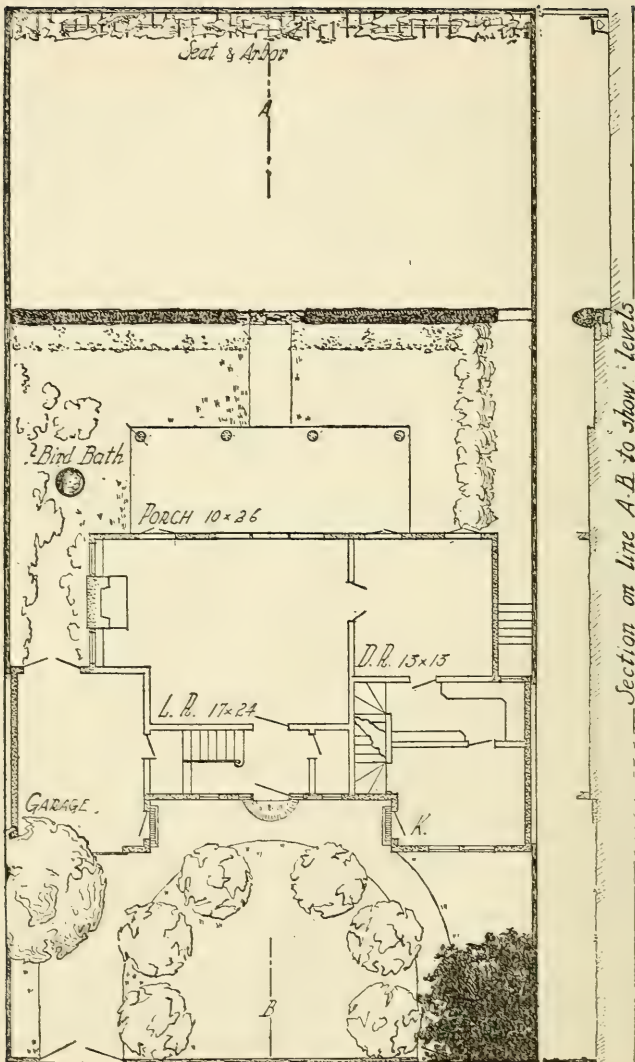 Seat & Arbor
A
Bird Bath
PORCH 10 x 26
D.R. 13 x 13
L.R. 17 x 24
GARAGE.
K.
B
Section on line A-B to show levels